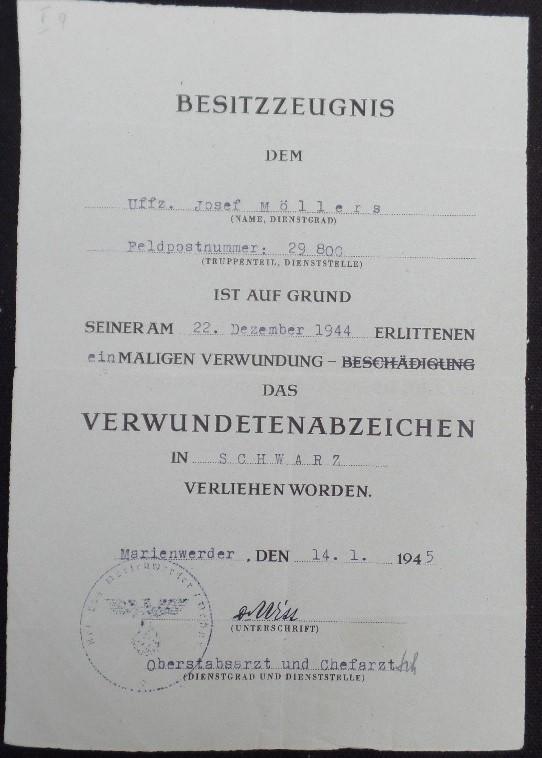 BESITZZEUGNIS
DEM
Uffz. Josef Möllers
(NAME, DIENSTGRAD)
Feldpostnummer: 29 800
(TRUPPENTEIL, DIENSTSTELLE)
IST AUF GRUND
SEINER AM 22. Dezember 1944 ERLITTENEN
einMALIGEN VERWUNDUNG – BESCHÄDIGUNG
DAS
VERWUNDETENABZEICHEN
IN SCHWARZ
VERLIEHEN WORDEN.
Marienwerder , DEN 14. 1. 1945
(UNTERSCHRIFT)
Oberstabsarzt und Chefarzt
(DIENSTGRAD UND DIENSTSTELLE)